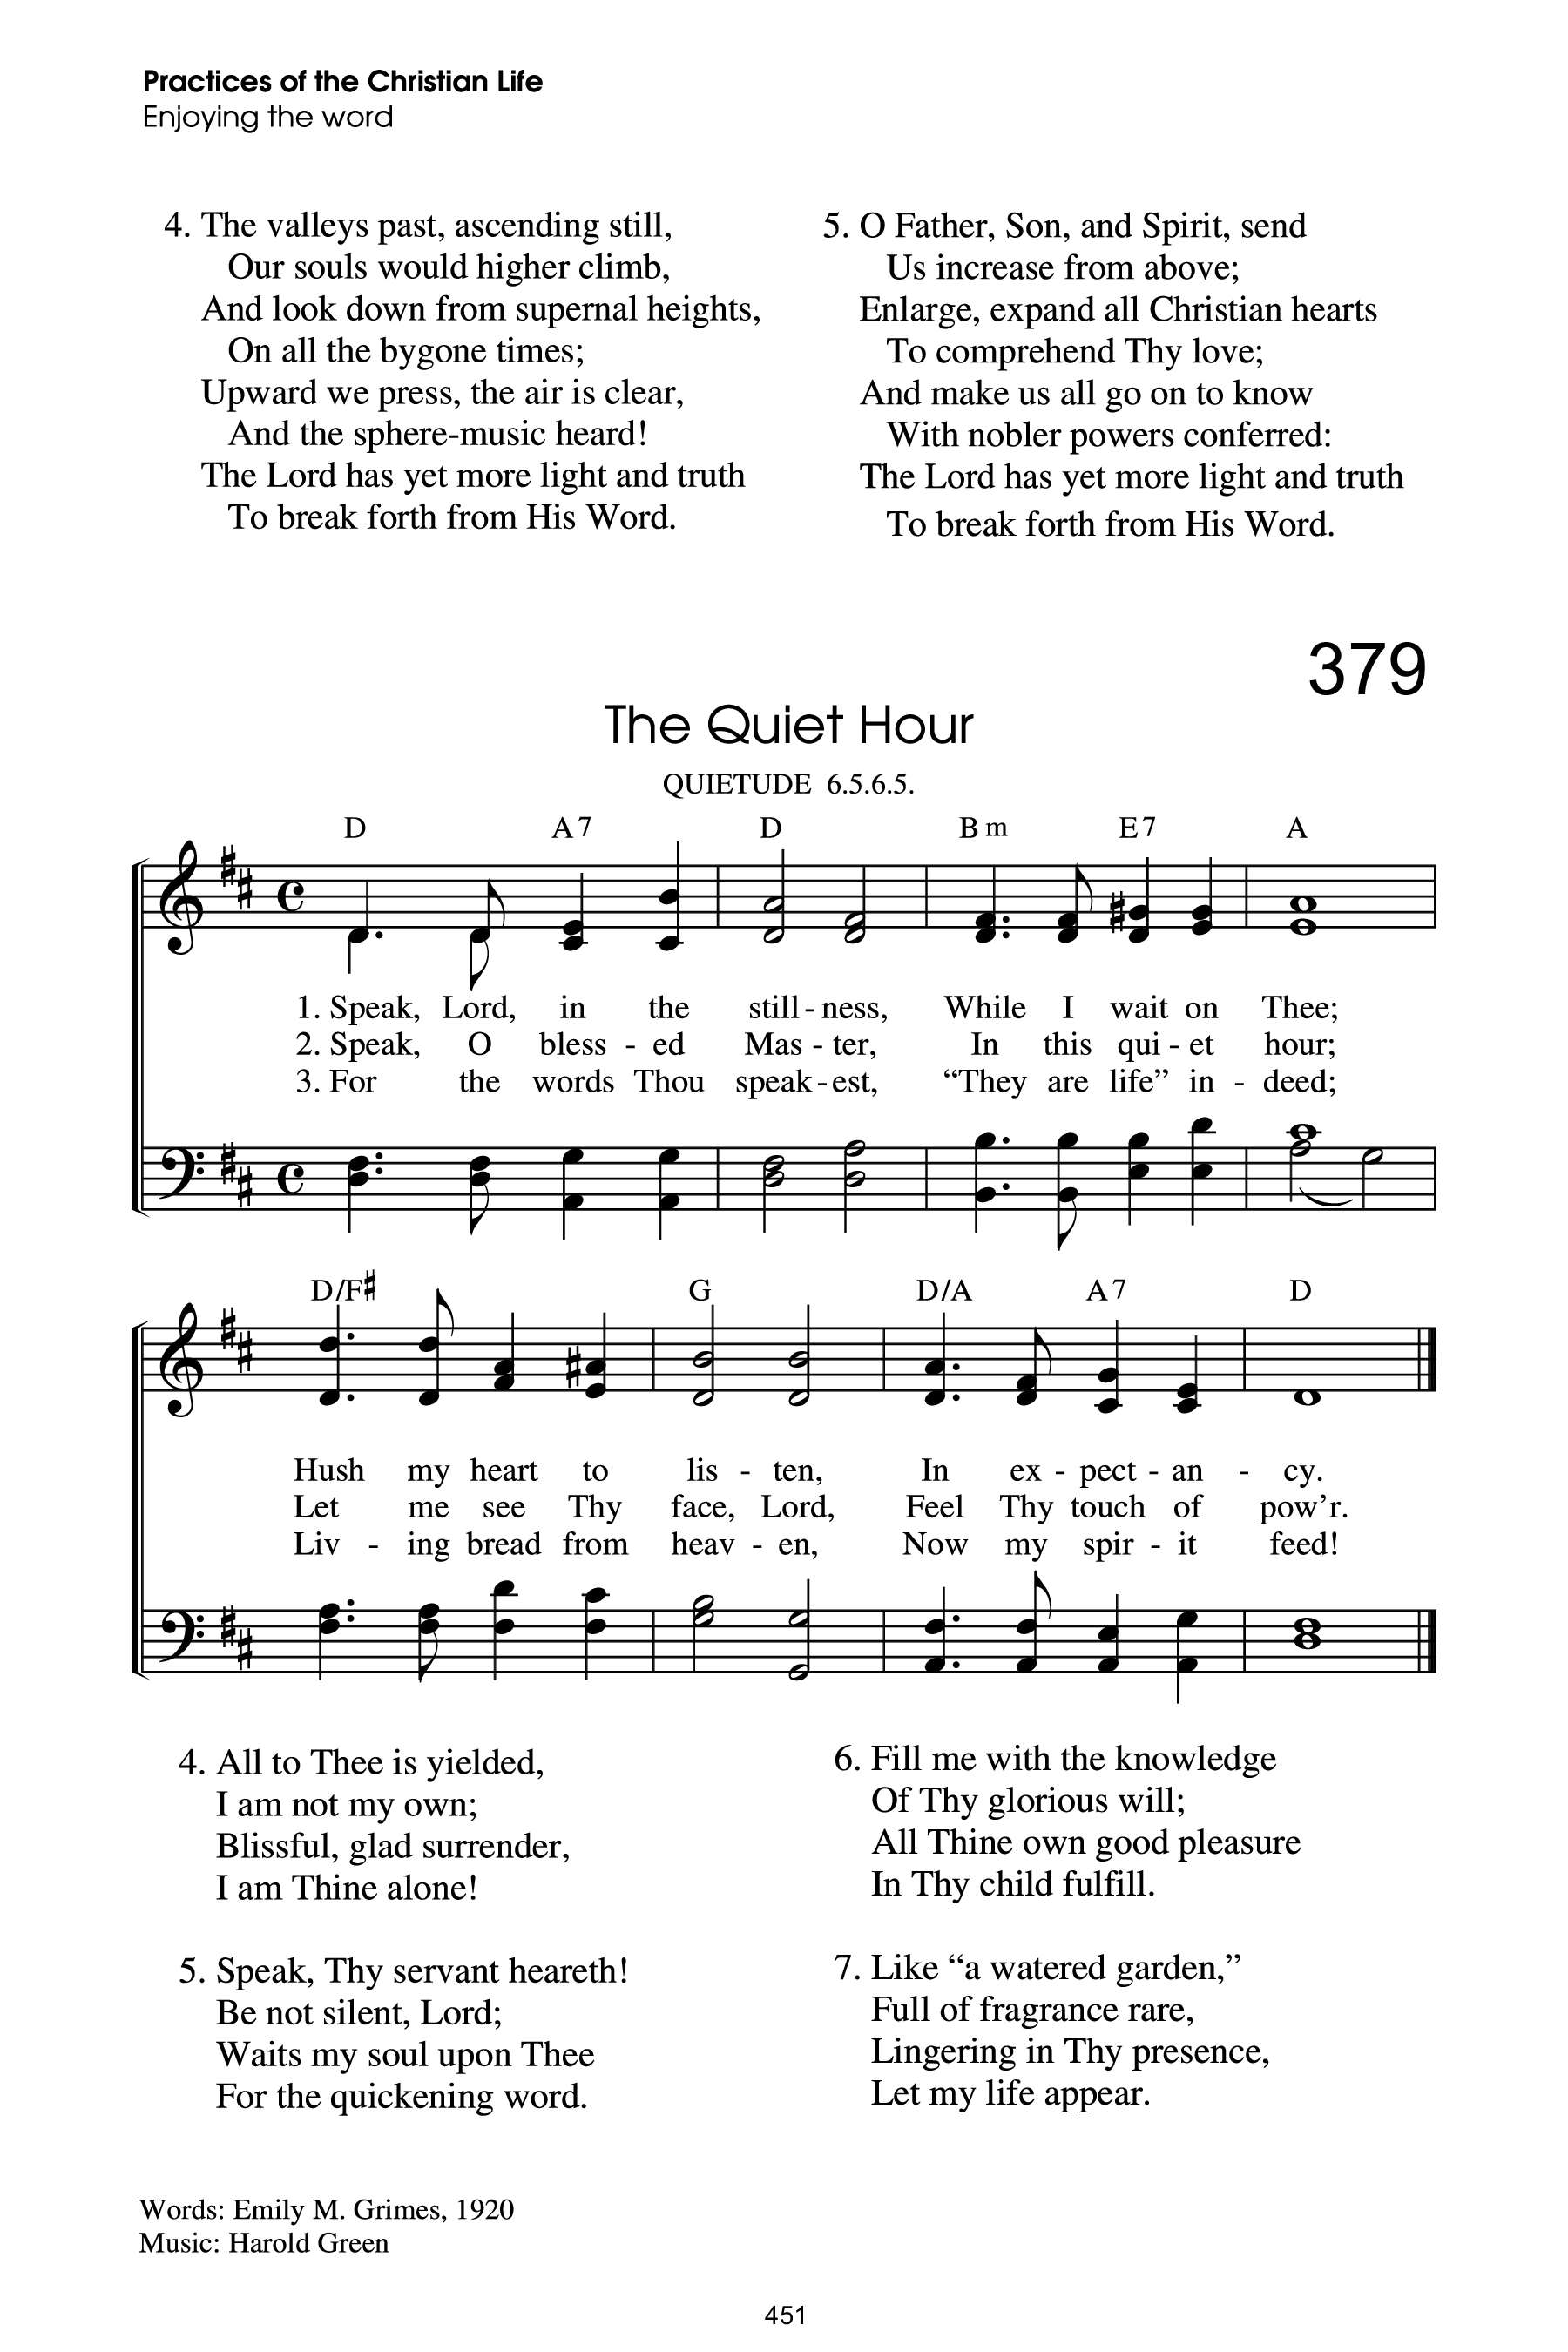 Practices of the Christian Life
Enjoying the word
4. The valleys past, ascending still,
Our souls would higher climb,
And look down from supernal heights,
On all the bygone times;
Upward we press, the air is clear,
And the sphere-music heard!
The Lord has yet more light and truth
To break forth from His Word.
5. O Father, Son, and Spirit, send
Us increase from above;
Enlarge, expand all Christian hearts
To comprehend Thy love;
And make us all go on to know
With nobler powers conferred:
The Lord has yet more light and truth
To break forth from His Word.
379
The Quiet Hour
QUIETUDE 6.5.6.5.
D A7 D Bm E7 A
1. Speak, Lord, in the still - ness, While I wait on Thee;
2. Speak, O bless - ed Mas - ter, In this qui - et hour;
3. For the words Thou speak - est, “They are life” in - deed;
D/F♯ G D/A A7 D
Hush my heart to lis - ten, In ex - pect - an - cy.
Let me see Thy face, Lord, Feel Thy touch of pow’r.
Liv - ing bread from heav - en, Now my spir - it feed!
4. All to Thee is yielded,
I am not my own;
Blissful, glad surrender,
I am Thine alone!
5. Speak, Thy servant heareth!
Be not silent, Lord;
Waits my soul upon Thee
For the quickening word.
6. Fill me with the knowledge
Of Thy glorious will;
All Thine own good pleasure
In Thy child fulfill.
7. Like “a watered garden,”
Full of fragrance rare,
Lingering in Thy presence,
Let my life appear.
Words: Emily M. Grimes, 1920
Music: Harold Green
451